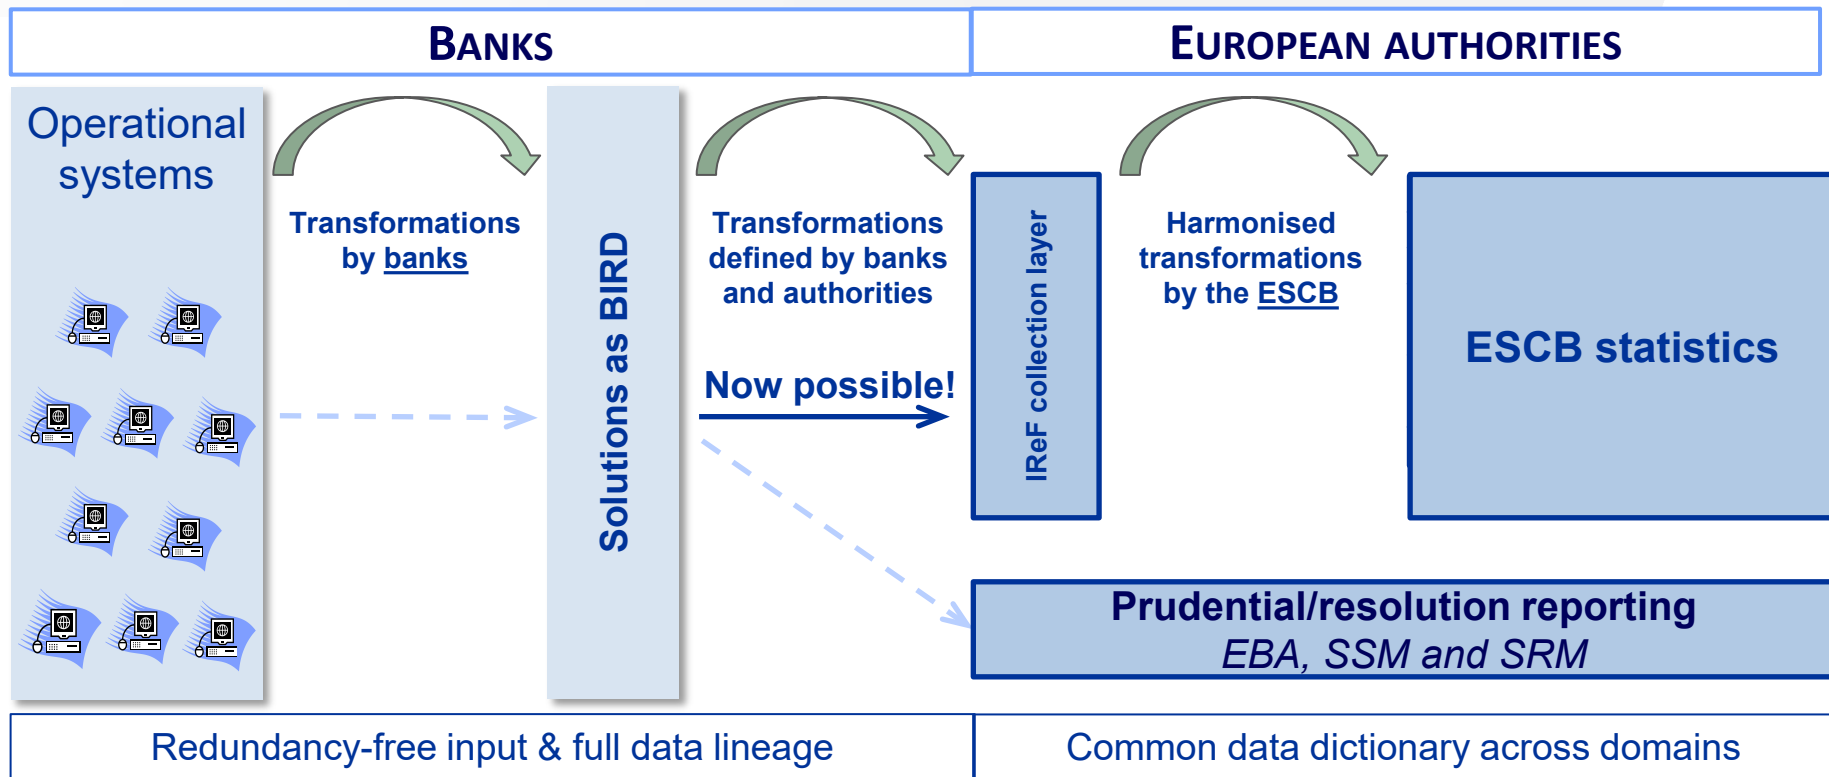 BANKS
EUROPEAN AUTHORITIES
Operational
systems
Transformations
by banks
Solutions as BIRD
Transformations
defined by banks
and authorities
Now possible!
IReF collection layer
Harmonised
transformations
by the ESCB
ESCB statistics
Prudential/resolution reporting
EBA, SSM and SRM
Redundancy-free input & full data lineage
Common data dictionary across domains